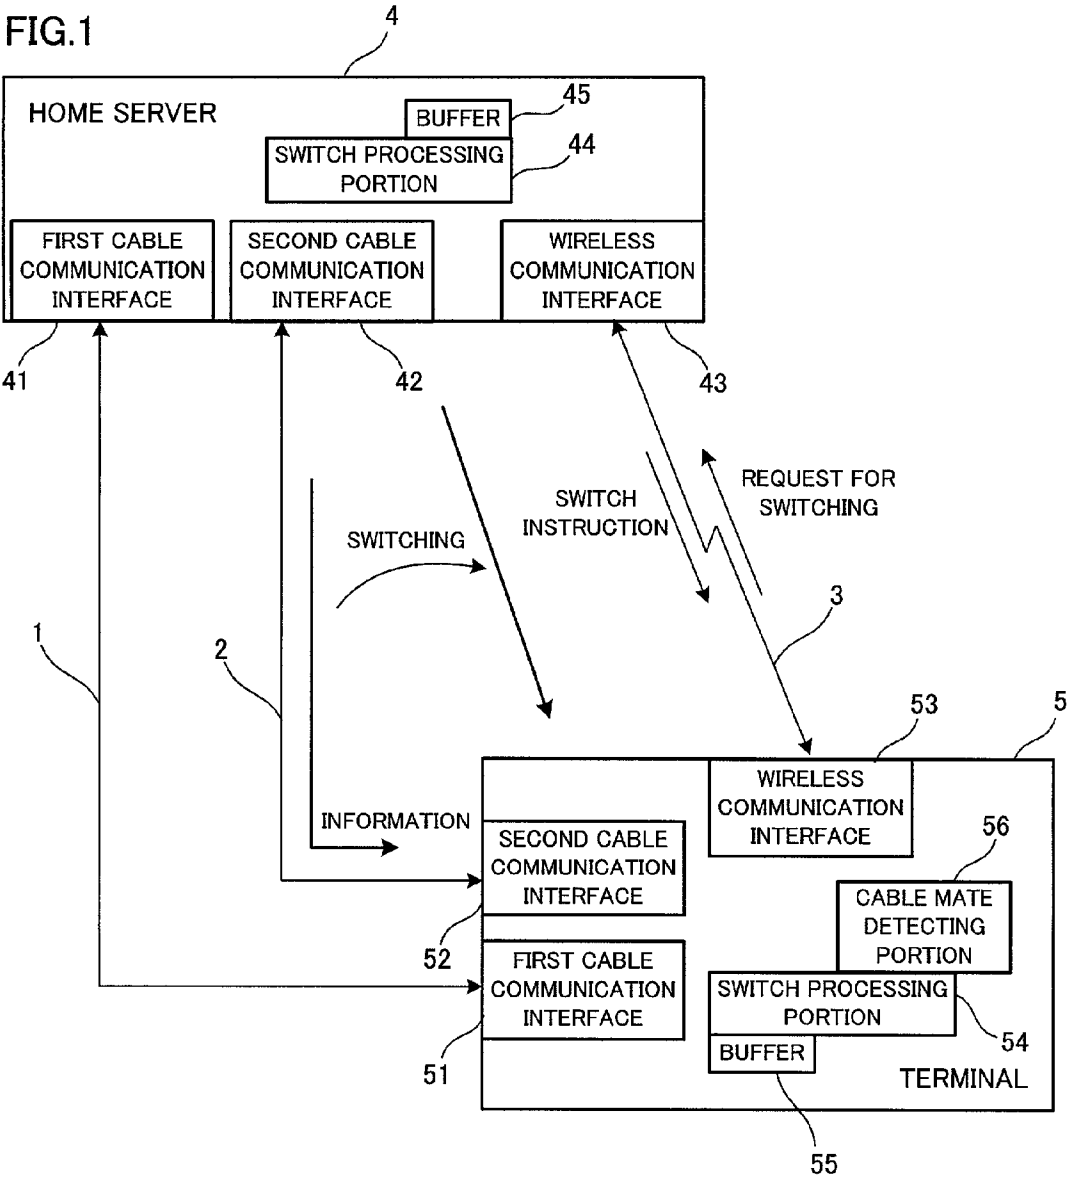 FIG.1
4
HOME SERVER
BUFFER
45
SWITCH PROCESSING
PORTION
44
FIRST CABLE
COMMUNICATION
INTERFACE
SECOND CABLE
COMMUNICATION
INTERFACE
WIRELESS
COMMUNICATION
INTERFACE
41
42
43
REQUEST FOR
SWITCHING
SWITCH
INSTRUCTION
SWITCHING
1
2
3
5
53
WIRELESS
COMMUNICATION
INTERFACE
INFORMATION
SECOND CABLE
COMMUNICATION
INTERFACE
56
CABLE MATE
DETECTING
PORTION
52
FIRST CABLE
COMMUNICATION
INTERFACE
SWITCH PROCESSING
PORTION
54
BUFFER
51
TERMINAL
55